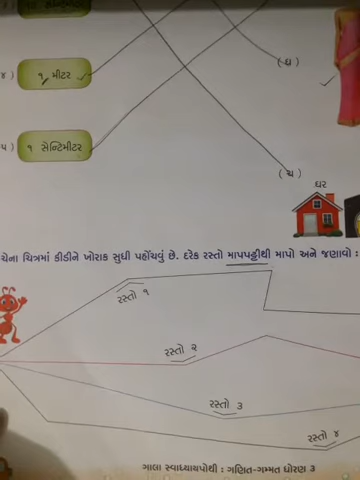 ૪)
૧ મીટર
(ઘ)
૫)
૧ સેન્ટિમીટર
(ચ)
ઘર
ચિત્રમાં કીડીને ખોરાક સુધી પહોંચવું છે. દરેક રસ્તો માપપટ્ટીથી માપો અને જણાવો :
રસ્તો ૧
રસ્તો ૨
રસ્તો ૩
રસ્તો ૪
ગાલા સ્વાધ્યાયપોથી : ગણિત-ગમ્મત ધોરણ ૩